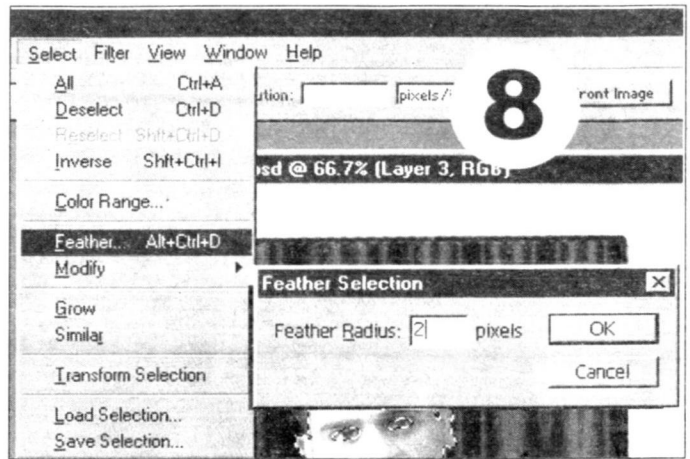 Select Filter View Window Help
All Ctrl+A
Deselect Ctrl+D
Reselect Shft+Ctrl+D
Inverse Shft+Ctrl+I
Color Range...
Feather... Alt+Ctrl+D
Modify
Grow
Similar
Transform Selection
Load Selection...
Save Selection...
ution: pixels/i ront Image
8
psd @ 66.7% (Layer 3, RGB)
Feather Selection
Feather Radius: 2 pixels OK
Cancel